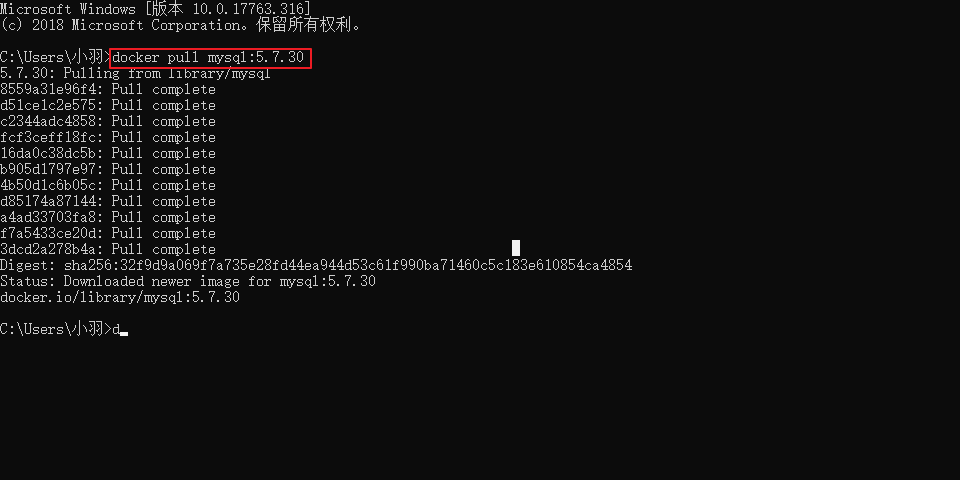 Microsoft Windows [版本 10.0.17763.316]
(c) 2018 Microsoft Corporation。保留所有权利。
C:\Users\小羽>docker pull mysql:5.7.30
5.7.30: Pulling from library/mysql
8559a31e96f4: Pull complete
d51ce1c2e575: Pull complete
c2344adc4858: Pull complete
fcf3ceff18fc: Pull complete
16da0c38dc5b: Pull complete
b905d1797e97: Pull complete
4b50d1c6b05c: Pull complete
d85174a87144: Pull complete
a4ad33703fa8: Pull complete
f7a5433ce20d: Pull complete
3dcd2a278b4a: Pull complete
Digest: sha256:32f9d9a069f7a735e28fd44ea944d53c61f990ba71460c5c183e610854ca4854
Status: Downloaded newer image for mysql:5.7.30
docker.io/library/mysql:5.7.30
C:\Users\小羽>d